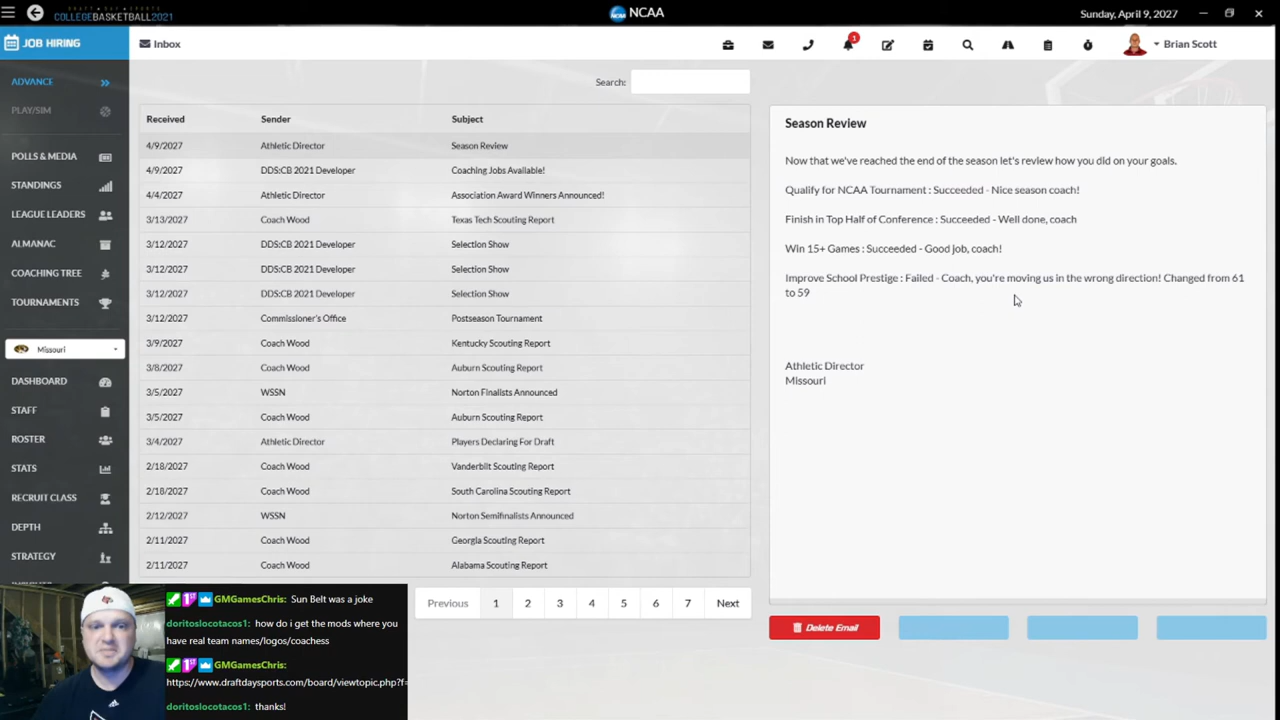 DRAFT DAY SPORTS
COLLEGEBASKETBALL2021
NCAA
NCAA
Sunday, April 9, 2027
JOB HIRING
Inbox
1
Brian Scott
ADVANCE
PLAY/SIM
POLLS & MEDIA
STANDINGS
LEAGUE LEADERS
ALMANAC
COACHING TREE
TOURNAMENTS
Missouri
DASHBOARD
STAFF
ROSTER
STATS
RECRUIT CLASS
DEPTH
STRATEGY
Search:
Received Sender Subject
4/9/2027 Athletic Director Season Review
4/9/2027 DDS:CB 2021 Developer Coaching Jobs Available!
4/4/2027 Athletic Director Association Award Winners Announced!
3/13/2027 Coach Wood Texas Tech Scouting Report
3/12/2027 DDS:CB 2021 Developer Selection Show
3/12/2027 DDS:CB 2021 Developer Selection Show
3/12/2027 DDS:CB 2021 Developer Selection Show
3/12/2027 Commissioner's Office Postseason Tournament
3/9/2027 Coach Wood Kentucky Scouting Report
3/8/2027 Coach Wood Auburn Scouting Report
3/5/2027 WSSN Norton Finalists Announced
3/5/2027 Coach Wood Auburn Scouting Report
3/4/2027 Athletic Director Players Declaring For Draft
2/18/2027 Coach Wood Vanderbilt Scouting Report
2/18/2027 Coach Wood South Carolina Scouting Report
2/12/2027 WSSN Norton Semifinalists Announced
2/11/2027 Coach Wood Georgia Scouting Report
2/11/2027 Coach Wood Alabama Scouting Report
Previous 1 2 3 4 5 6 7 Next
Season Review
Now that we've reached the end of the season let's review how you did on your goals.
Qualify for NCAA Tournament : Succeeded - Nice season coach!
Finish in Top Half of Conference : Succeeded - Well done, coach
Win 15+ Games : Succeeded - Good job, coach!
Improve School Prestige : Failed - Coach, you're moving us in the wrong direction! Changed from 61
to 59
Athletic Director
Missouri
Delete Email
GMGamesChris: Sun Belt was a joke
doritoslocotacos1: how do i get the mods where you
have real team names/logos/coachess
GMGamesChris:
https://www.draftdaysports.com/board/viewtopic.php?f=
doritoslocotacos1: thanks!